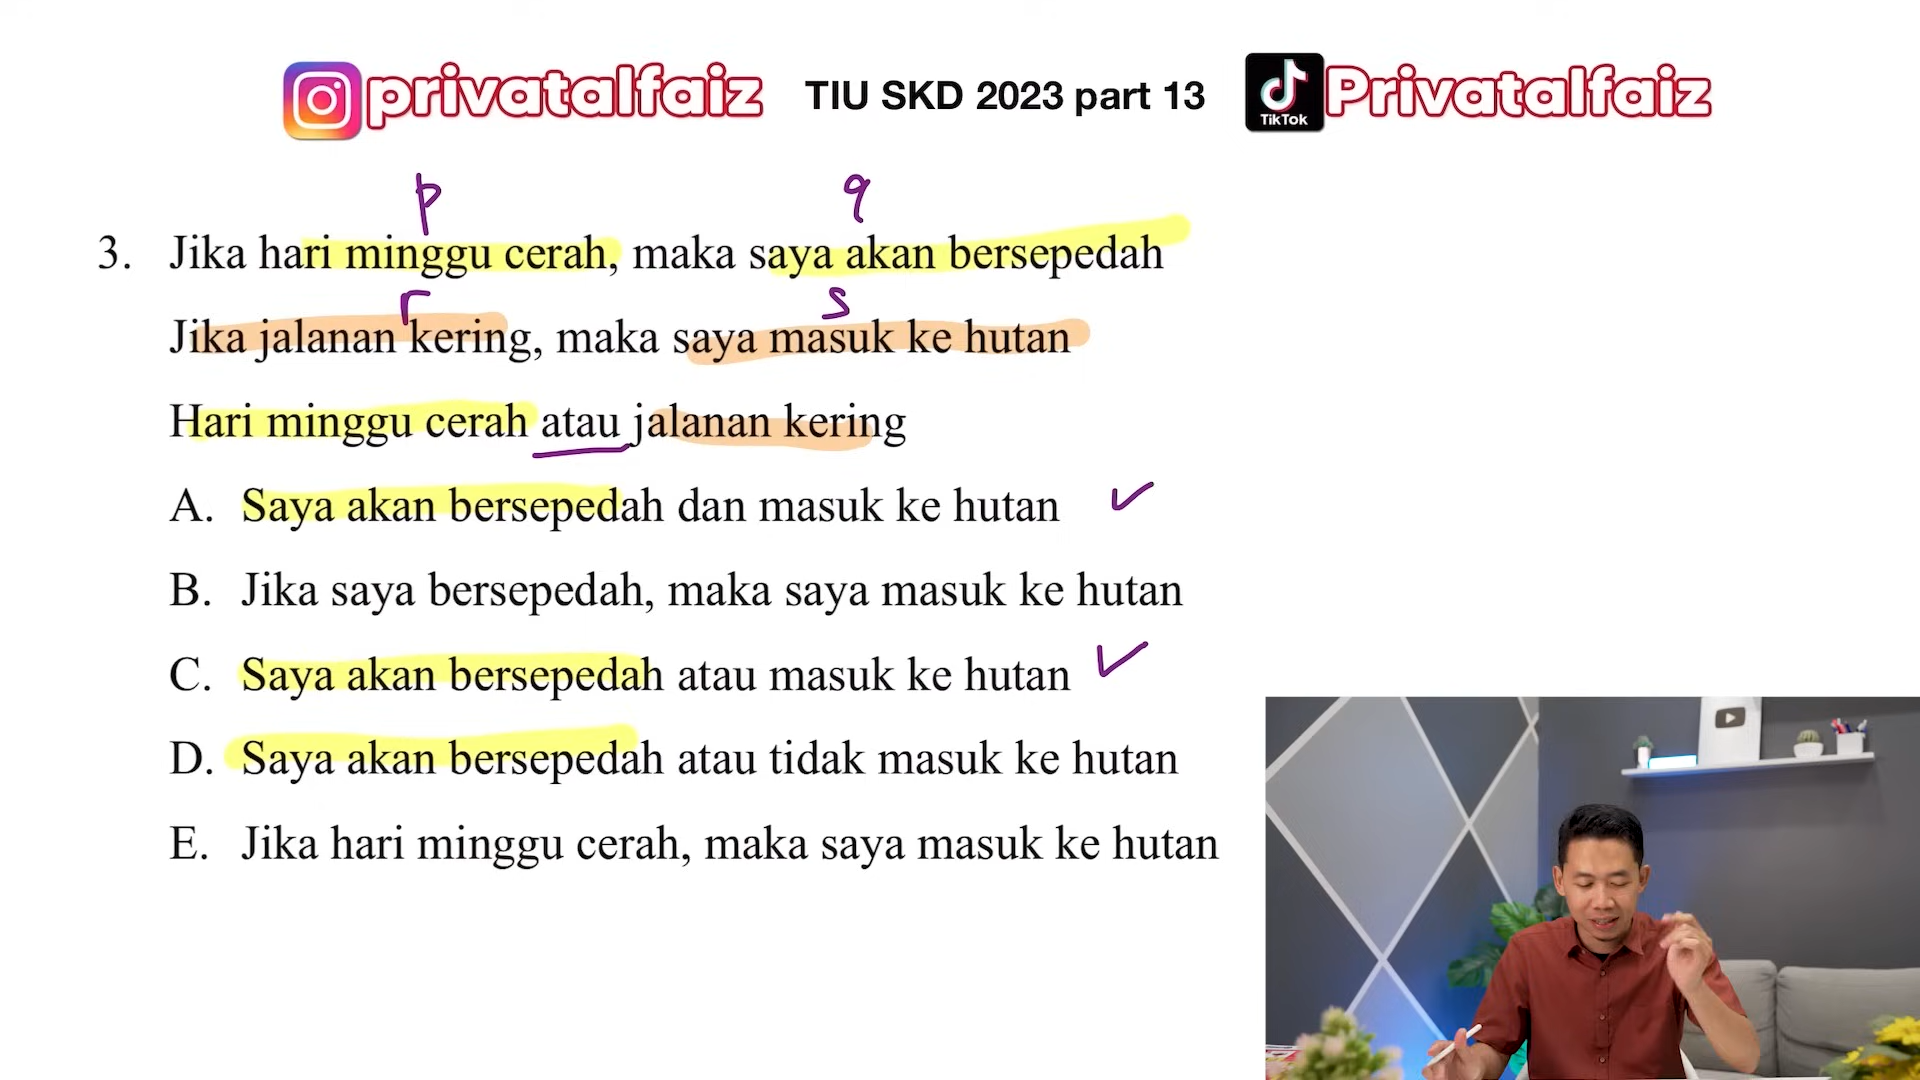 privatalfaiz TIU SKD 2023 part 13 TikTok Privatalfaiz
p q
3. Jika hari minggu cerah, maka saya akan bersepedah
r s
Jika jalanan kering, maka saya masuk ke hutan
Hari minggu cerah atau jalanan kering
A. Saya akan bersepedah dan masuk ke hutan
B. Jika saya bersepedah, maka saya masuk ke hutan
C. Saya akan bersepedah atau masuk ke hutan
D. Saya akan bersepedah atau tidak masuk ke hutan
E. Jika hari minggu cerah, maka saya masuk ke hutan